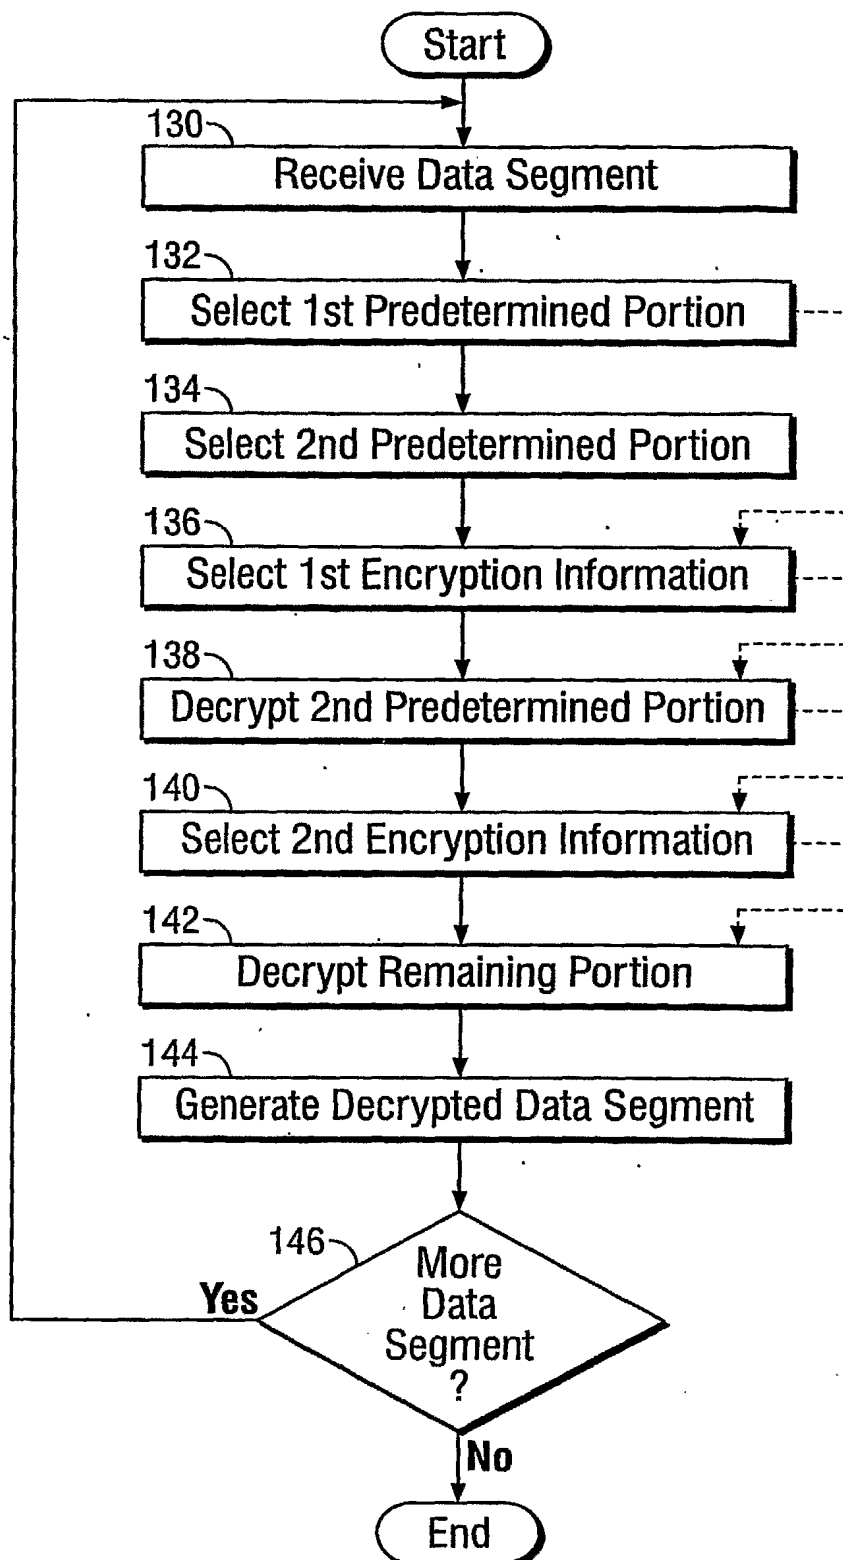 Start
130
Receive Data Segment
132
Select 1st Predetermined Portion
134
Select 2nd Predetermined Portion
136
Select 1st Encryption Information
138
Decrypt 2nd Predetermined Portion
140
Select 2nd Encryption Information
142
Decrypt Remaining Portion
144
Generate Decrypted Data Segment
146
More
Data
Segment
?
Yes
No
End